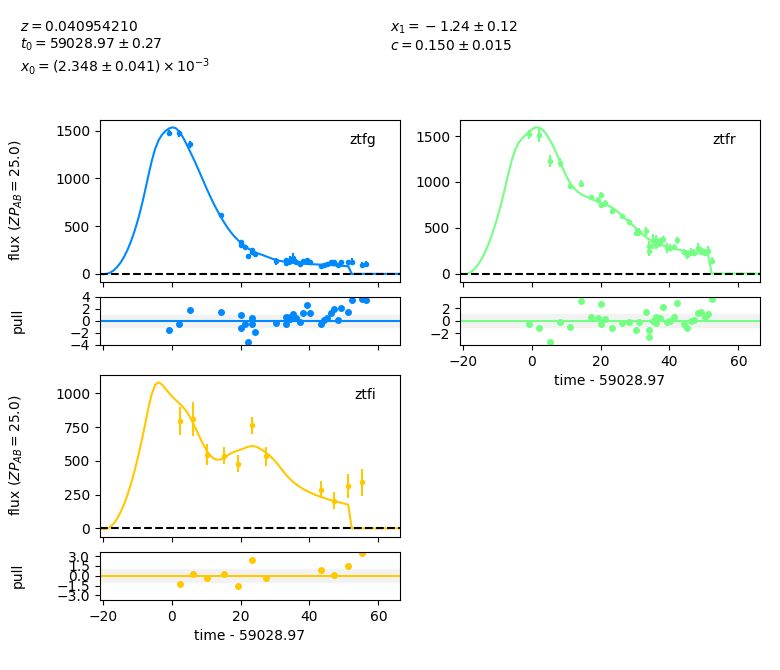 z = 0.040954210
t₀ = 59028.97 ± 0.27
x₀ = (2.348 ± 0.041) × 10⁻³
x₁ = −1.24 ± 0.12
c = 0.150 ± 0.015
flux (ZP_AB = 25.0)
1500
1000
500
0
ztfg
1500
1000
500
0
ztfr
pull
4
2
0
−2
−4
2
0
−2
−20
0
20
40
60
time - 59028.97
flux (ZP_AB = 25.0)
1000
750
500
250
0
ztfi
pull
3.0
1.5
0.0
−1.5
−3.0
−20
0
20
40
60
time - 59028.97